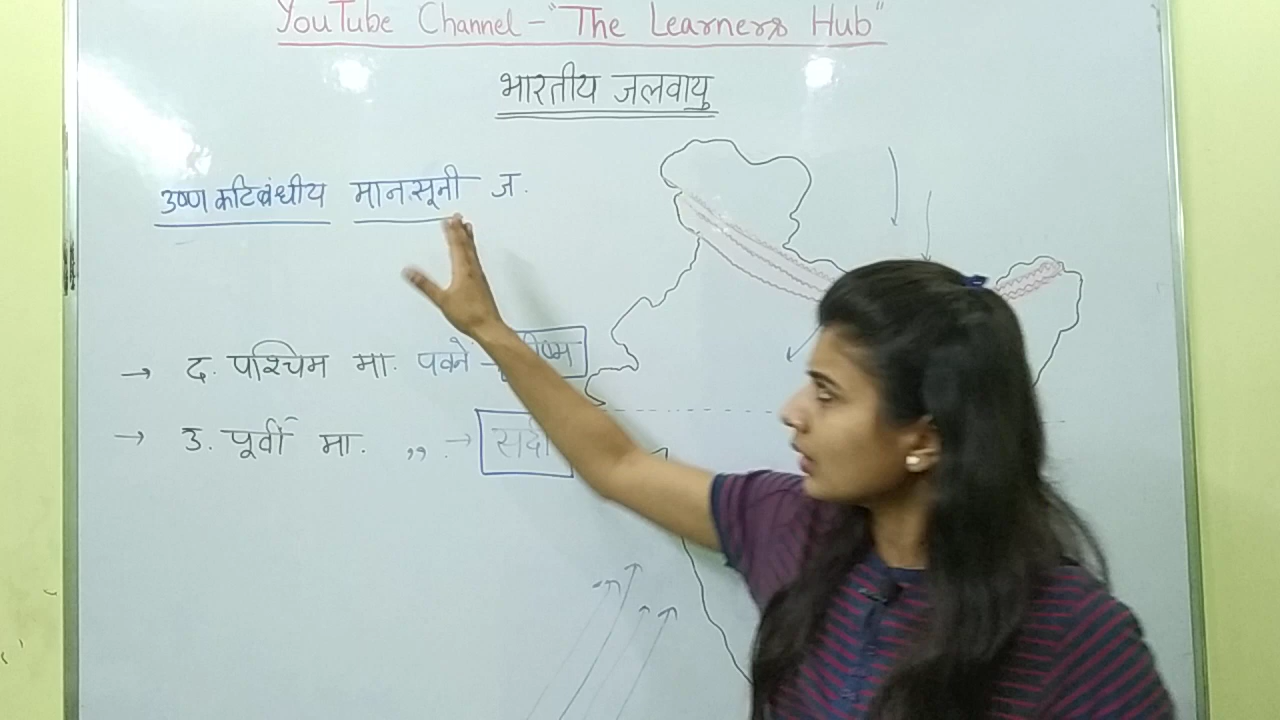 YouTube Channel - "The Learners Hub"
भारतीय जलवायु
उष्ण कटिबंधीय मानसूनी ज.
→ द. पश्चिम मा. पवने -
→ उ. पूर्वी मा. ,, → सर्दी